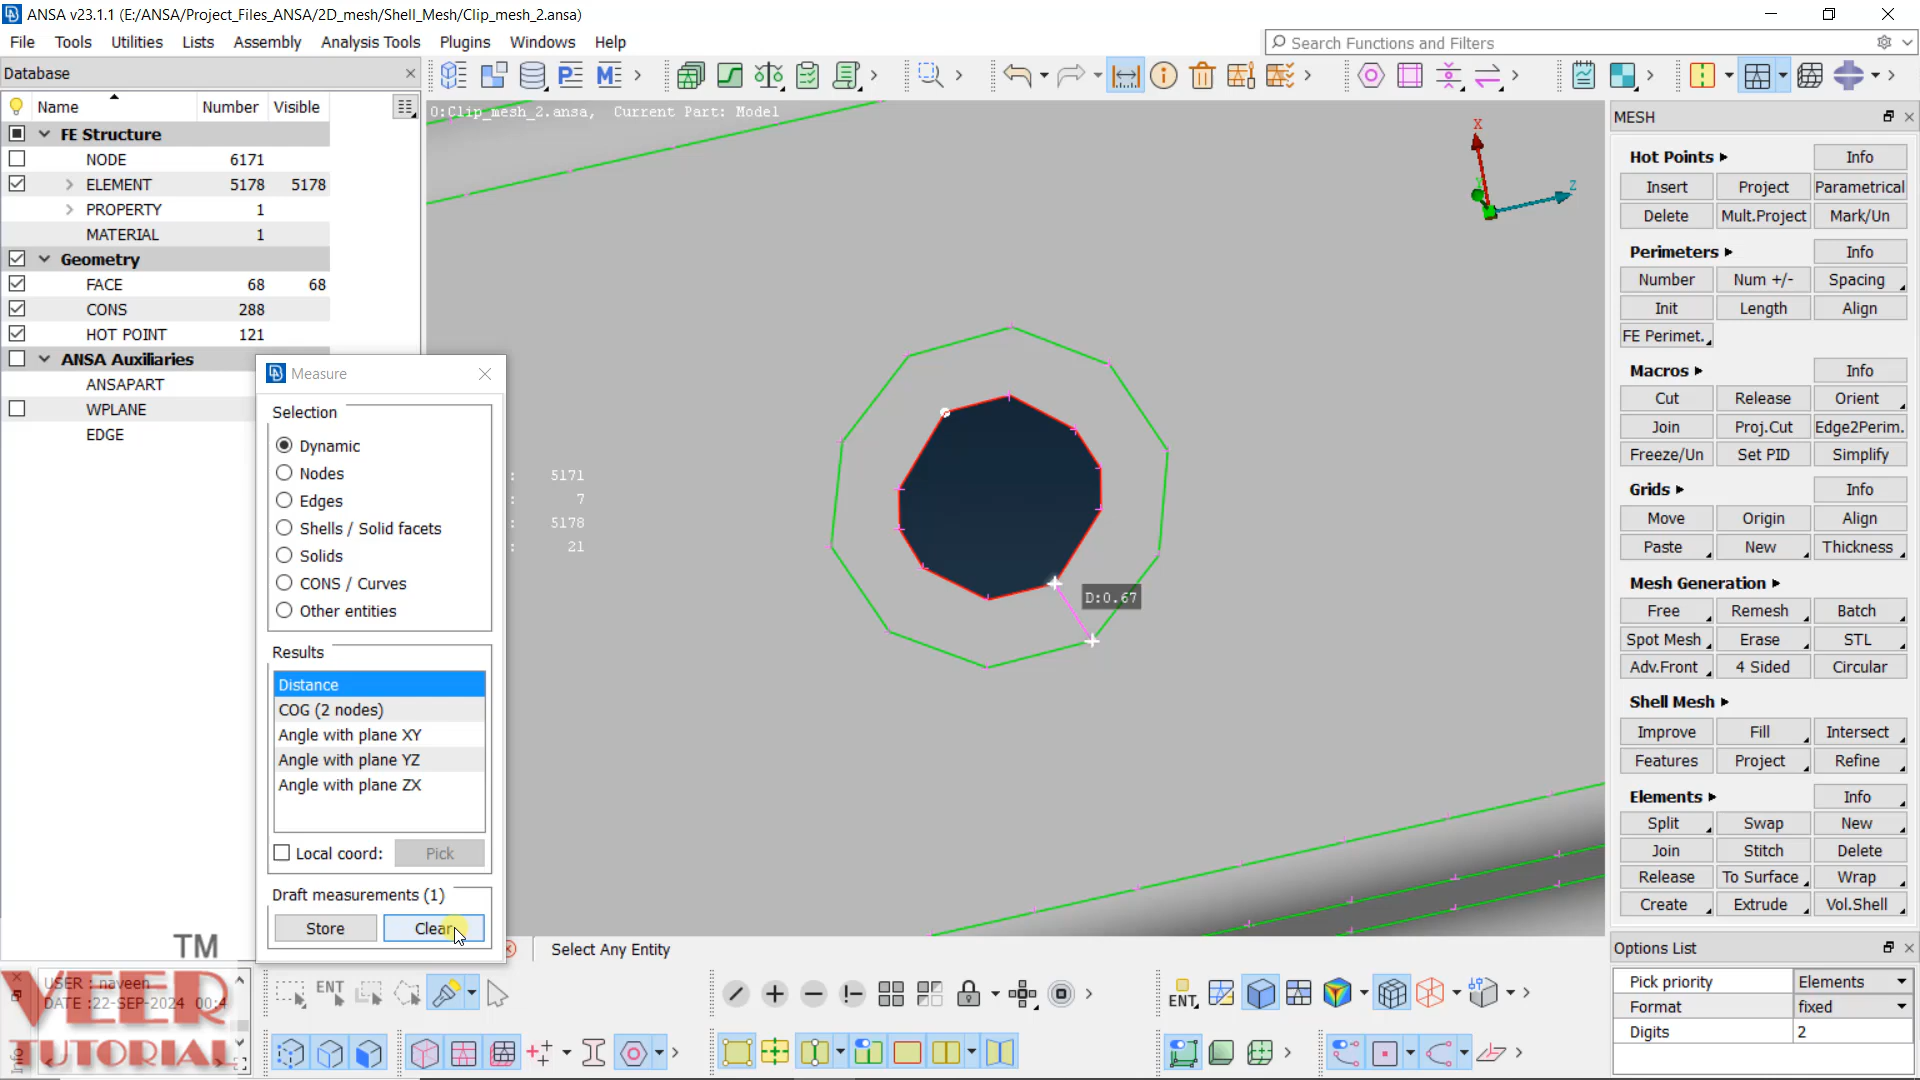 ANSA v23.1.1 (E:/ANSA/Project_Files_ANSA/2D_mesh/Shell_Mesh/Clip_mesh_2.ansa)
File Tools Utilities Lists Assembly Analysis Tools Plugins Windows Help
Search Functions and Filters
Database
Name Number Visible
FE Structure
NODE 6171
ELEMENT 5178 5178
PROPERTY 1
MATERIAL 1
Geometry
FACE 68 68
CONS 288
HOT POINT 121
ANSA Auxiliaries
ANSAPART
WPLANE
EDGE
0:Clip_mesh_2.ansa, Current Part: Model
X
Z
: 5171
: 7
: 5178
: 21
D:0.67
Measure
Selection
Dynamic
Nodes
Edges
Shells / Solid facets
Solids
CONS / Curves
Other entities
Results
Distance
COG (2 nodes)
Angle with plane XY
Angle with plane YZ
Angle with plane ZX
Local coord: Pick
Draft measurements (1)
Store Clear
Select Any Entity
MESH
Hot Points Info
Insert Project Parametrical
Delete Mult.Project Mark/Un
Perimeters Info
Number Num +/- Spacing
Init Length Align
FE Perimet.
Macros Info
Cut Release Orient
Join Proj.Cut Edge2Perim.
Freeze/Un Set PID Simplify
Grids Info
Move Origin Align
Paste New Thickness
Mesh Generation
Free Remesh Batch
Spot Mesh Erase STL
Adv.Front 4 Sided Circular
Shell Mesh
Improve Fill Intersect
Features Project Refine
Elements Info
Split Swap New
Join Stitch Delete
Release To Surface Wrap
Create Extrude Vol.Shell
Options List
Pick priority Elements
Format fixed
Digits 2
TM
VEER
TUTORIAL
USER : naveen
DATE :22-SEP-2024 00:4
Info
ENT
ENT